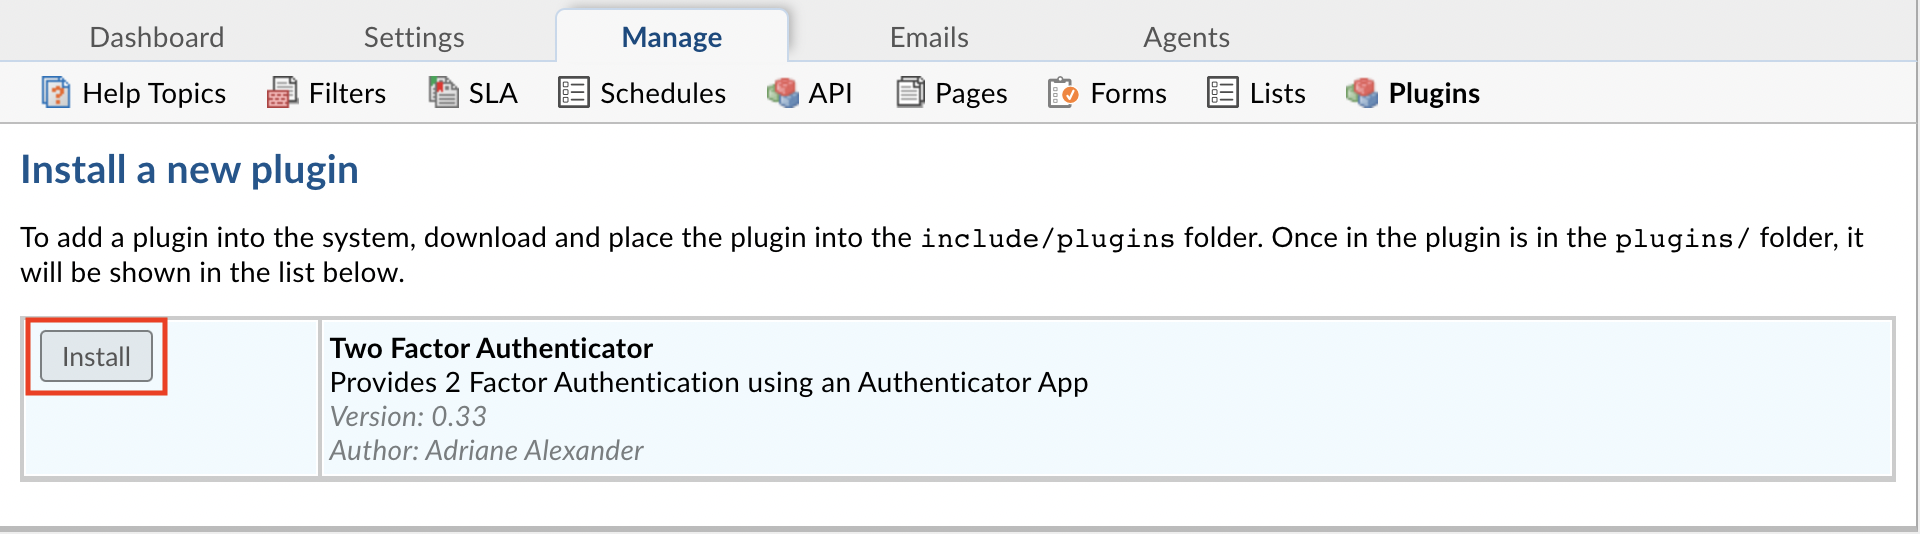 Dashboard Settings Manage Emails Agents
Help Topics Filters SLA Schedules API Pages Forms Lists Plugins
Install a new plugin
To add a plugin into the system, download and place the plugin into the include/plugins folder. Once in the plugin is in the plugins/ folder, it
will be shown in the list below.
Install
Two Factor Authenticator
Provides 2 Factor Authentication using an Authenticator App
Version: 0.33
Author: Adriane Alexander